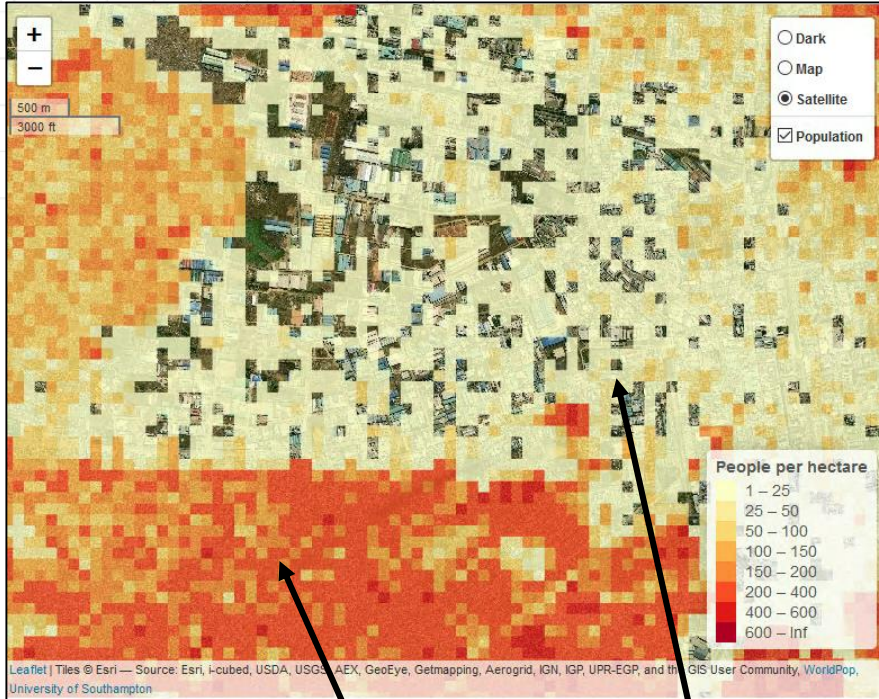 +
−
500 m
3000 ft
Dark
Map
Satellite
Population
People per hectare
1 – 25
25 – 50
50 – 100
100 – 150
150 – 200
200 – 400
400 – 600
600 – Inf
Leaflet | Tiles © Esri — Source: Esri, i-cubed, USDA, USGS, AEX, GeoEye, Getmapping, Aerogrid, IGN, IGP, UPR-EGP, and the GIS User Community, WorldPop,
University of Southampton